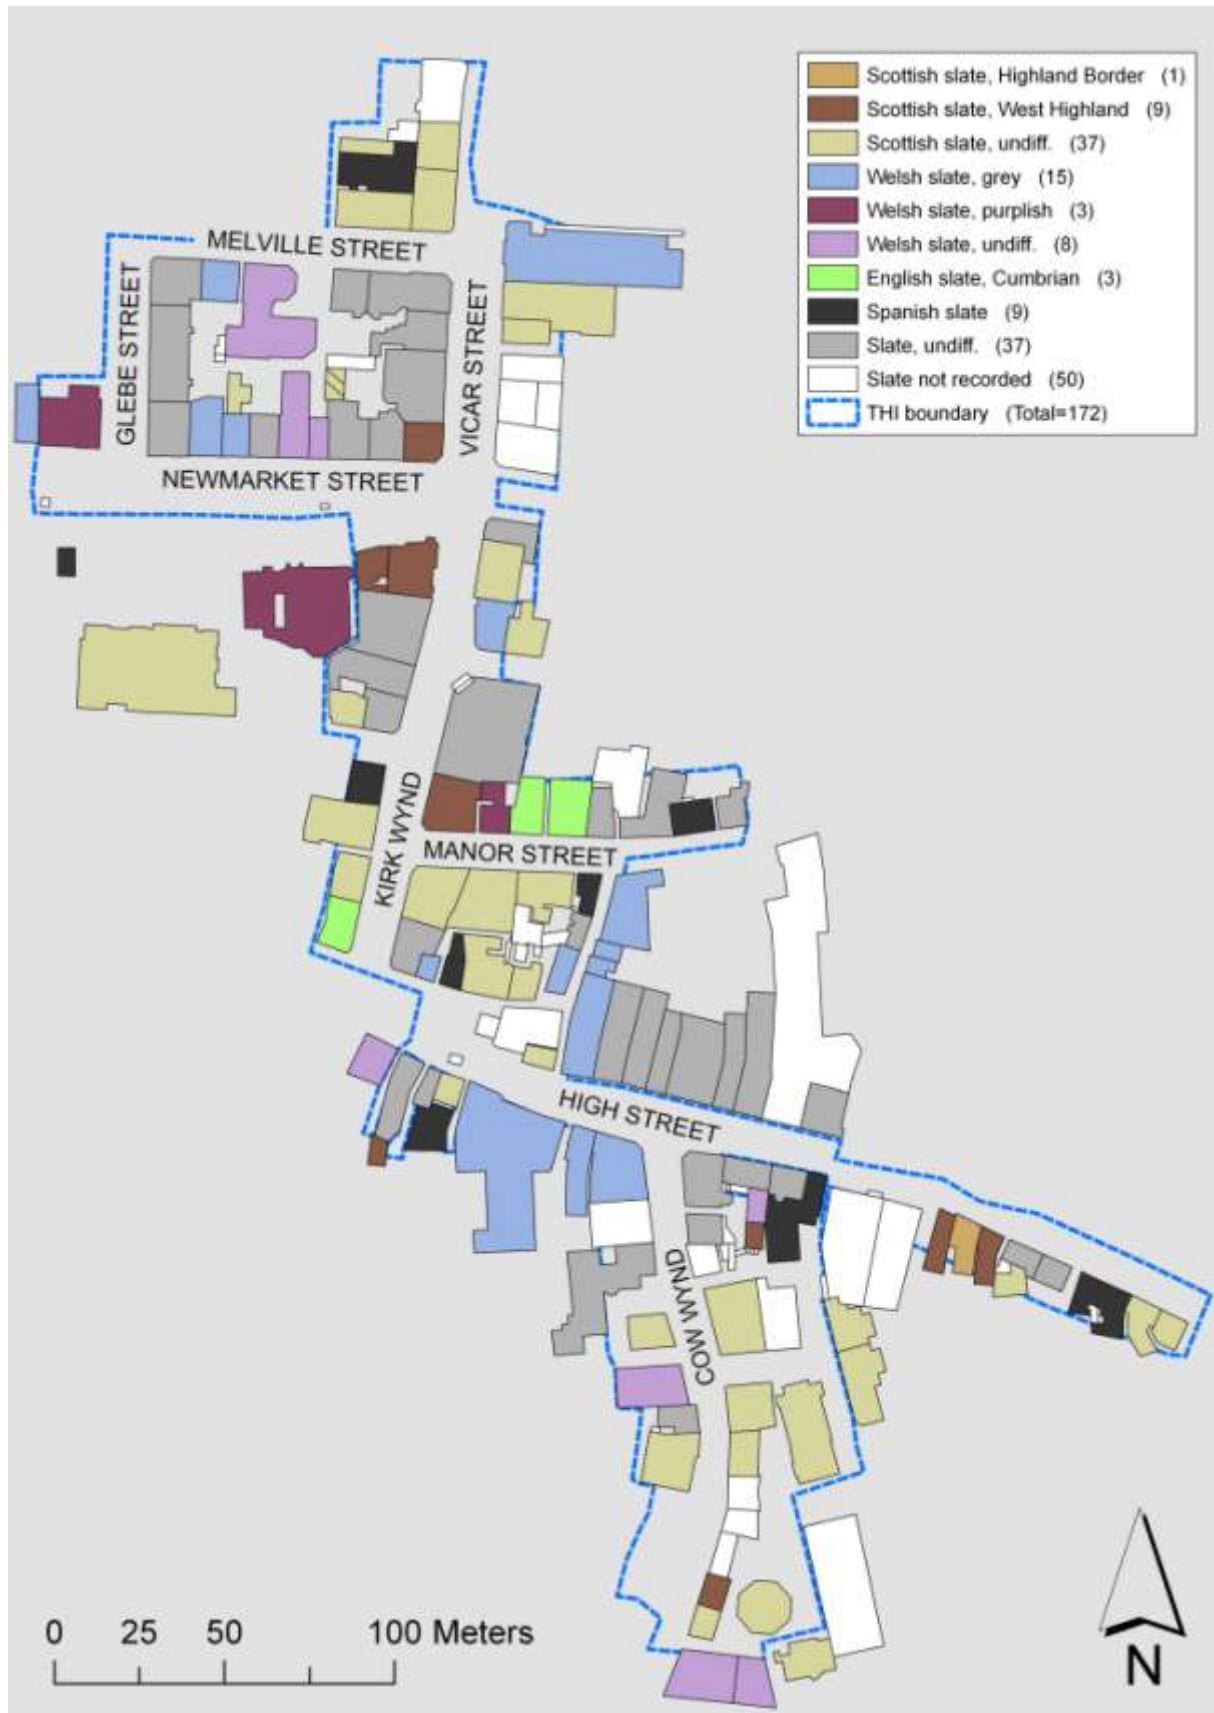 Scottish slate, Highland Border (1)
Scottish slate, West Highland (9)
Scottish slate, undiff. (37)
Welsh slate, grey (15)
Welsh slate, purplish (3)
Welsh slate, undiff. (8)
English slate, Cumbrian (3)
Spanish slate (9)
Slate, undiff. (37)
Slate not recorded (50)
THI boundary (Total=172)
MELVILLE STREET
GLEBE STREET
VICAR STREET
NEWMARKET STREET
KIRK WYND
MANOR STREET
HIGH STREET
COW WYND
0 25 50 100 Meters
N